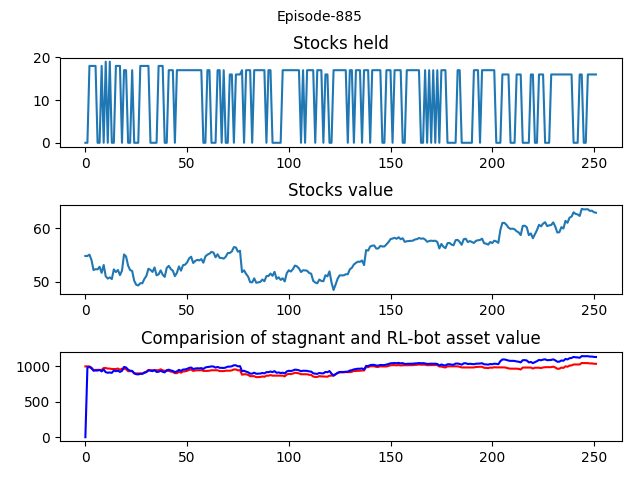 Episode-885
Stocks held
20
10
0
0 50 100 150 200 250
Stocks value
60
50
0 50 100 150 200 250
Comparision of stagnant and RL-bot asset value
1000
500
0
0 50 100 150 200 250